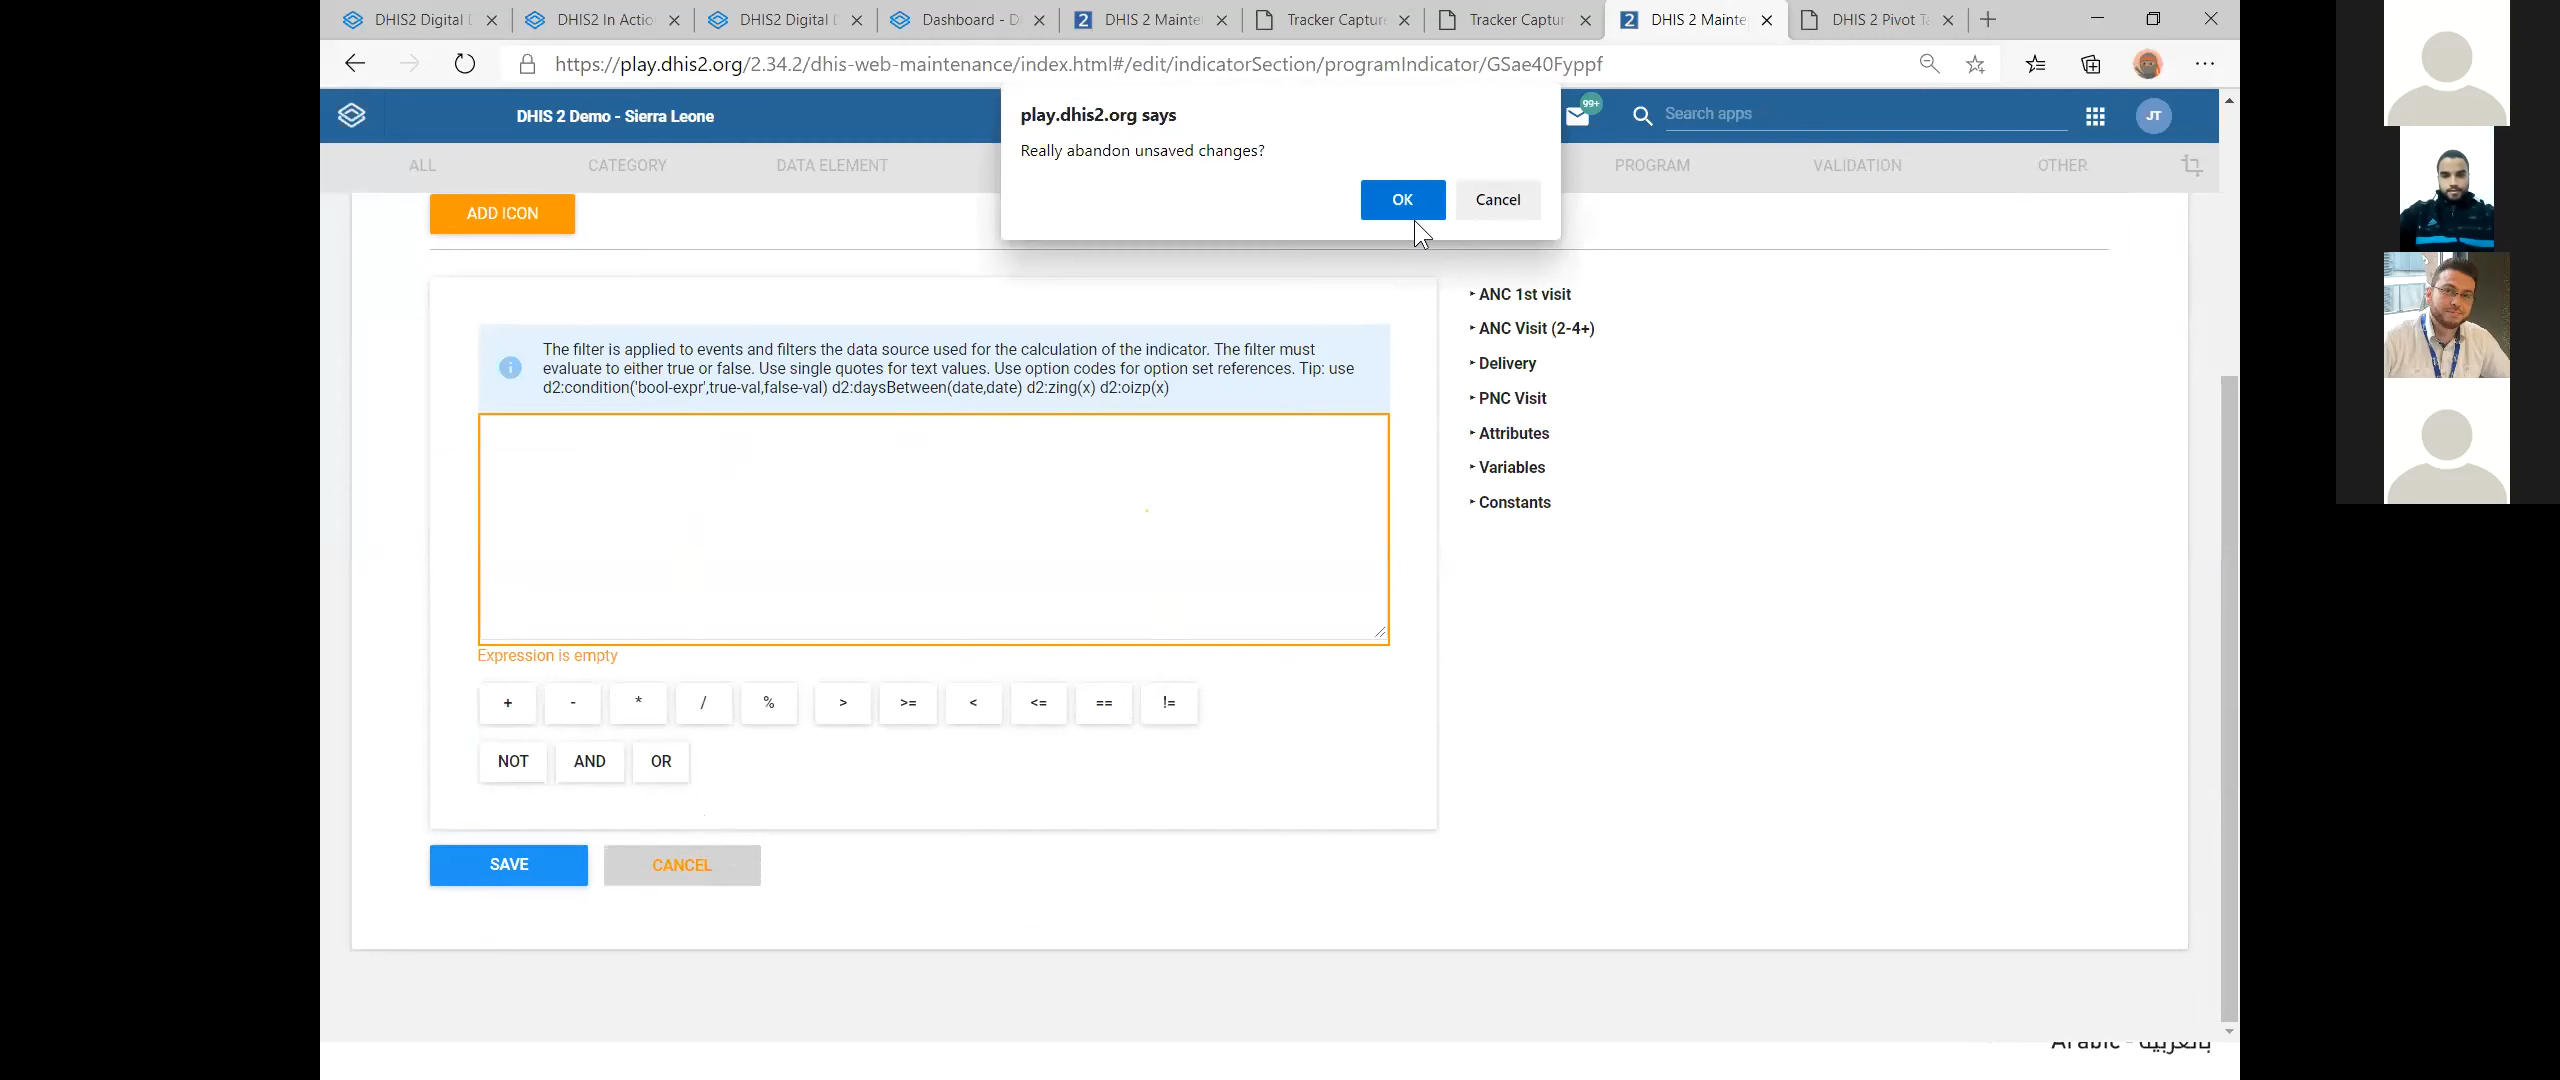 DHIS2 Digital
DHIS2 In Actio
DHIS2 Digital
Dashboard - D
DHIS 2 Mainte
Tracker Capture
Tracker Captur
DHIS 2 Mainte
DHIS 2 Pivot Ta
https://play.dhis2.org/2.34.2/dhis-web-maintenance/index.html#/edit/indicatorSection/programIndicator/GSae40Fyppf
DHIS 2 Demo - Sierra Leone
99+
Search apps
JT
play.dhis2.org says
Really abandon unsaved changes?
OK
Cancel
ALL
CATEGORY
DATA ELEMENT
PROGRAM
VALIDATION
OTHER
ADD ICON
The filter is applied to events and filters the data source used for the calculation of the indicator. The filter must
evaluate to either true or false. Use single quotes for text values. Use option codes for option set references. Tip: use
d2:condition('bool-expr',true-val,false-val) d2:daysBetween(date,date) d2:zing(x) d2:oizp(x)
Expression is empty
+ - * / % > >= < <= == !=
NOT AND OR
SAVE
CANCEL
ANC 1st visit
ANC Visit (2-4+)
Delivery
PNC Visit
Attributes
Variables
Constants
Arabic - بالعربية